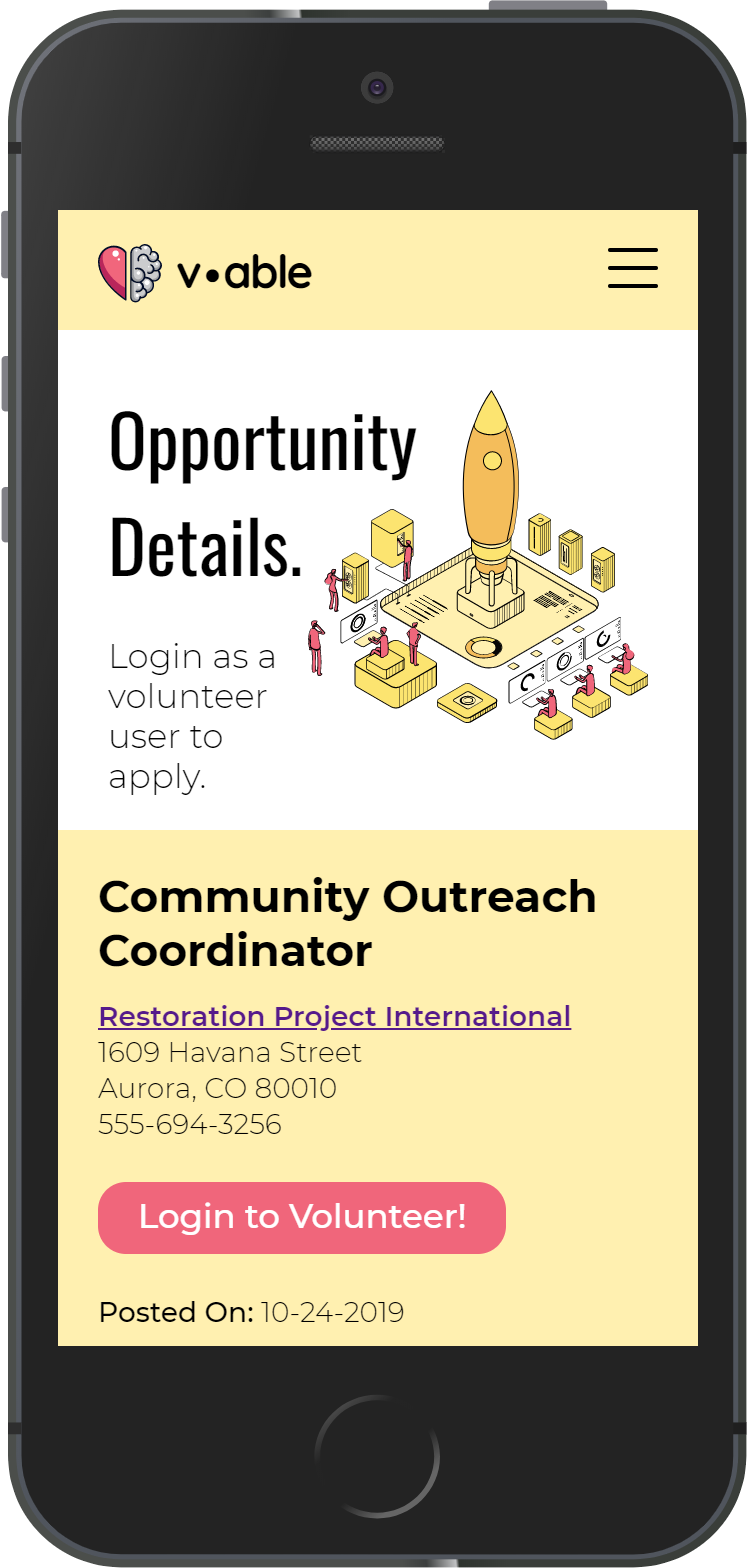 v•able
Opportunity
Details.
Login as a
volunteer
user to
apply.
Community Outreach
Coordinator
Restoration Project International
1609 Havana Street
Aurora, CO 80010
555-694-3256
Login to Volunteer!
Posted On: 10-24-2019